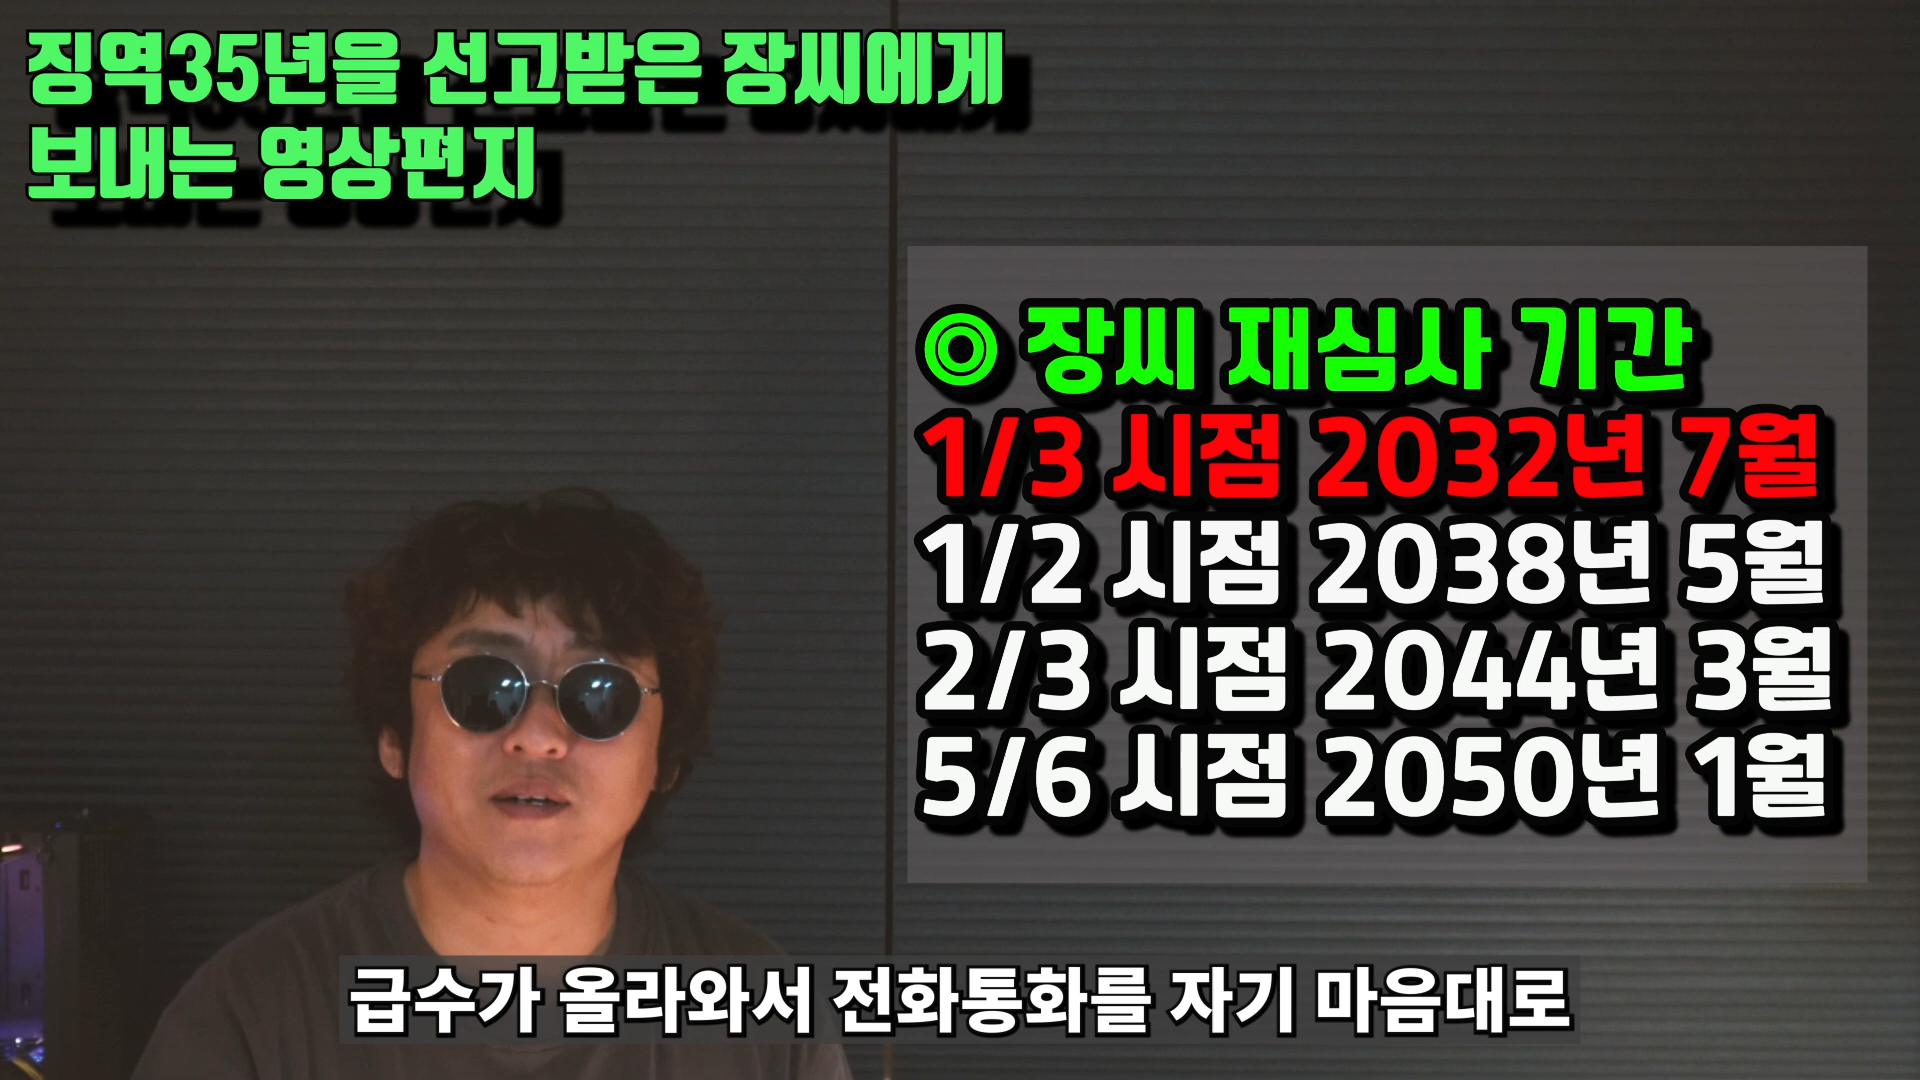 징역35년을 선고받은 장씨에게
보내는 영상편지
◎ 장씨 재심사 기간
1/3 시점 2032년 7월
1/2 시점 2038년 5월
2/3 시점 2044년 3월
5/6 시점 2050년 1월
급수가 올라와서 전화통화를 자기 마음대로